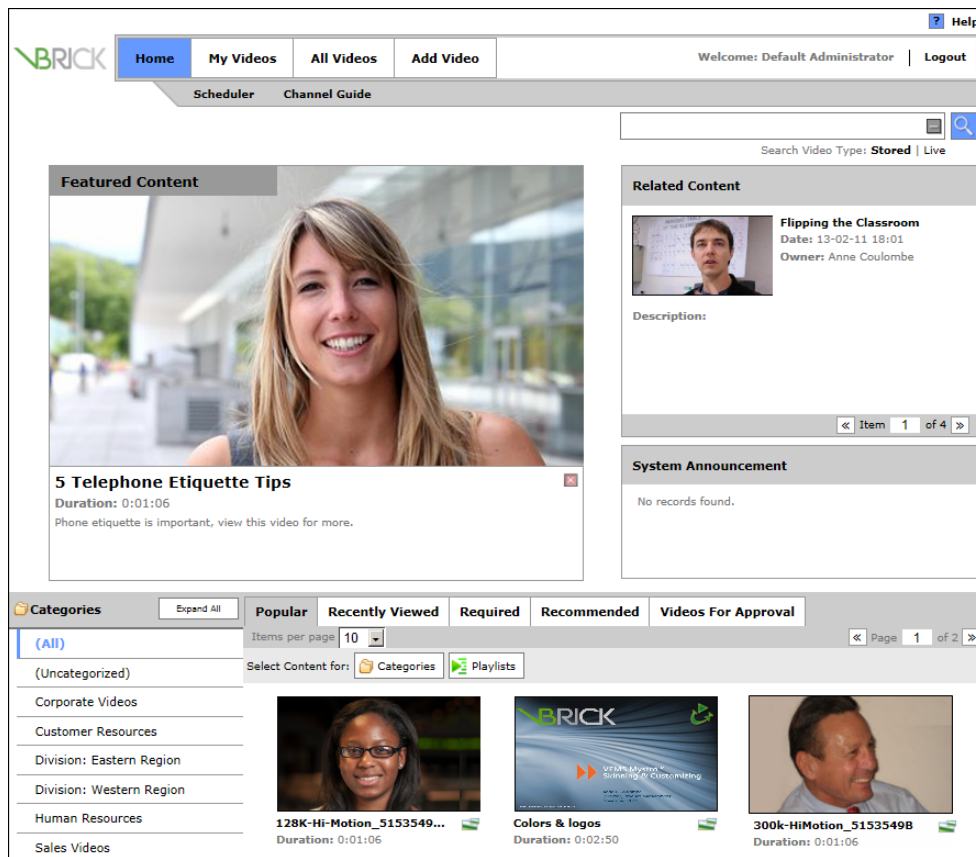 ? Help
VBRICK
Home My Videos All Videos Add Video
Welcome: Default Administrator | Logout
Scheduler Channel Guide
Search Video Type: Stored | Live
Featured Content
Related Content
Flipping the Classroom
Date: 13-02-11 18:01
Owner: Anne Coulombe
Description:
« Item 1 of 4 »
5 Telephone Etiquette Tips
Duration: 0:01:06
Phone etiquette is important, view this video for more.
System Announcement
No records found.
Categories Expand All
Popular Recently Viewed Required Recommended Videos For Approval
Items per page 10
« Page 1 of 2 »
Select Content for: Categories Playlists
(All)
(Uncategorized)
Corporate Videos
Customer Resources
Division: Eastern Region
Division: Western Region
Human Resources
Sales Videos
VBRICK
VEMS Mystro
Skinning & Customizing
128K-Hi-Motion_5153549...
Duration: 0:01:06
Colors & logos
Duration: 0:02:50
300k-HiMotion_5153549B
Duration: 0:01:06